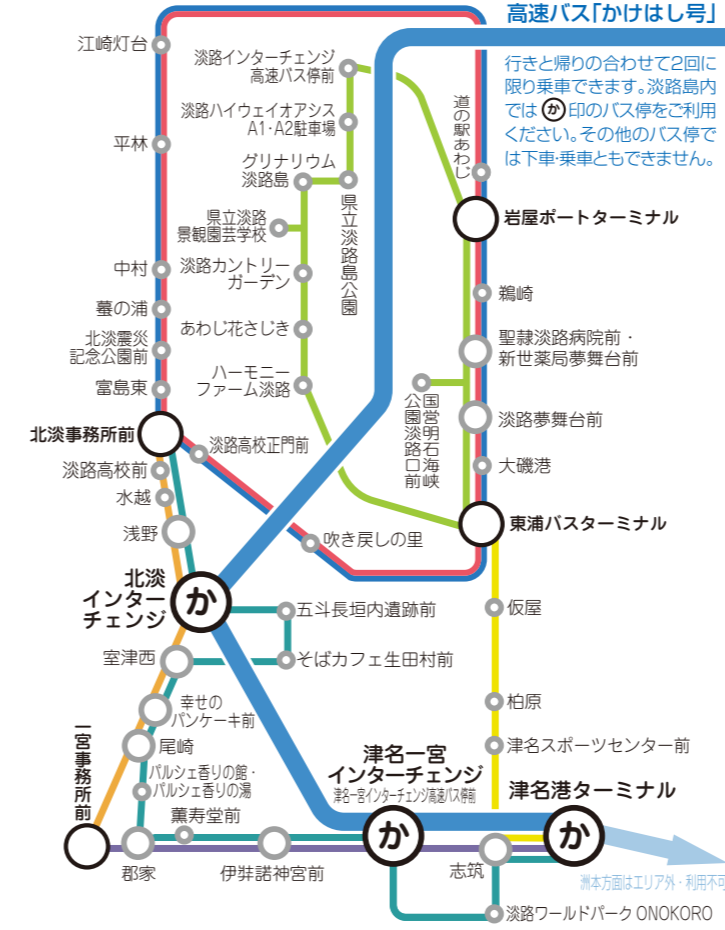 高速バス「かけはし号」
行きと帰りの合わせて2回に
限り乗車できます。淡路島内
では か 印のバス停をご利用
ください。その他のバス停で
は下車・乗車ともできません。
江崎灯台
平林
中村
蟇の浦
北淡震災
記念公園前
富島東
北淡事務所前
淡路高校正門前
淡路高校前
水越
浅野
吹き戻しの里
淡路インターチェンジ
高速バス停前
淡路ハイウェイオアシス
A1・A2駐車場
グリナリウム
淡路島
県立淡路島公園
県立淡路
景観園芸学校
淡路カントリー
ガーデン
あわじ花さじき
ハーモニー
ファーム淡路
道の駅あわじ
岩屋ポートターミナル
鵜崎
聖隷淡路病院前・
新世薬局夢舞台前
国営明石海峡
公園淡路口前
淡路夢舞台前
大磯港
東浦バスターミナル
仮屋
柏原
津名スポーツセンター前
津名港ターミナル
か
北淡
インター
チェンジ
か
五斗長垣内遺跡前
そばカフェ生田村前
室津西
幸せの
パンケーキ前
尾崎
パルシェ香りの館・
パルシェ香りの湯
一宮事務所前
薫寿堂前
郡家
伊弉諾神宮前
津名一宮
インターチェンジ
津名一宮インターチェンジ高速バス停前
か
志筑
淡路ワールドパーク ONOKORO
洲本方面はエリア外・利用不可